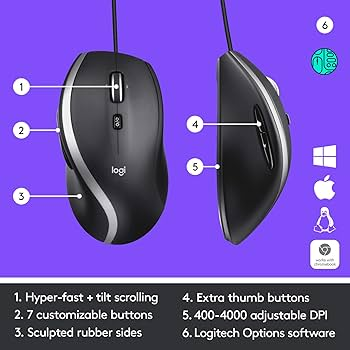 6
1
2
3
4
5
logi
works with
chromebook
1. Hyper-fast + tilt scrolling
2. 7 customizable buttons
3. Sculpted rubber sides
4. Extra thumb buttons
5. 400-4000 adjustable DPI
6. Logitech Options software